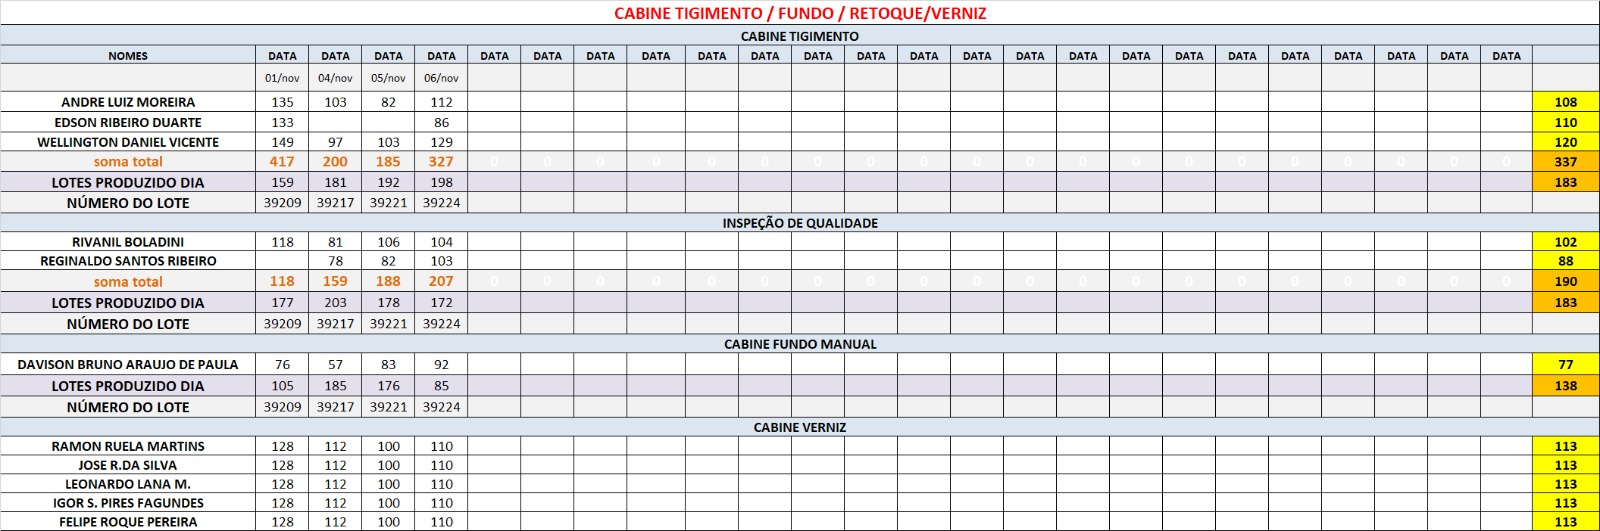 CABINE TIGIMENTO / FUNDO / RETOQUE/VERNIZ
CABINE TIGIMENTO
NOMES DATA DATA DATA DATA DATA DATA DATA DATA DATA DATA DATA DATA DATA DATA DATA DATA DATA DATA DATA DATA DATA DATA DATA DATA
01/nov 04/nov 05/nov 06/nov
ANDRE LUIZ MOREIRA 135 103 82 112 108
EDSON RIBEIRO DUARTE 133 86 110
WELLINGTON DANIEL VICENTE 149 97 103 129 120
soma total 417 200 185 327 0 0 0 0 0 0 0 0 0 0 0 0 0 0 0 0 0 0 0 0 337
LOTES PRODUZIDO DIA 159 181 192 198 183
NÚMERO DO LOTE 39209 39217 39221 39224
INSPEÇÃO DE QUALIDADE
RIVANIL BOLADINI 118 81 106 104 102
REGINALDO SANTOS RIBEIRO 78 82 103 88
soma total 118 159 188 207 0 0 0 0 0 0 0 0 0 0 0 0 0 0 0 0 0 0 0 0 190
LOTES PRODUZIDO DIA 177 203 178 172 183
NÚMERO DO LOTE 39209 39217 39221 39224
CABINE FUNDO MANUAL
DAVISON BRUNO ARAUJO DE PAULA 76 57 83 92 77
LOTES PRODUZIDO DIA 105 185 176 85 138
NÚMERO DO LOTE 39209 39217 39221 39224
CABINE VERNIZ
RAMON RUELA MARTINS 128 112 100 110 113
JOSE R.DA SILVA 128 112 100 110 113
LEONARDO LANA M. 128 112 100 110 113
IGOR S. PIRES FAGUNDES 128 112 100 110 113
FELIPE ROQUE PEREIRA 128 112 100 110 113